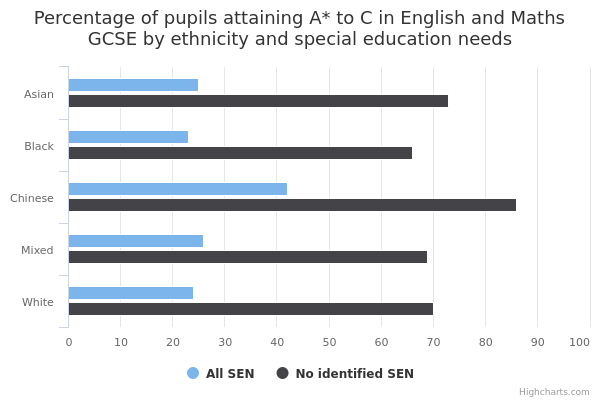 Percentage of pupils attaining A* to C in English and Maths
GCSE by ethnicity and special education needs
Asian
Black
Chinese
Mixed
White
0 10 20 30 40 50 60 70 80 90 100
All SEN No identified SEN
Highcharts.com